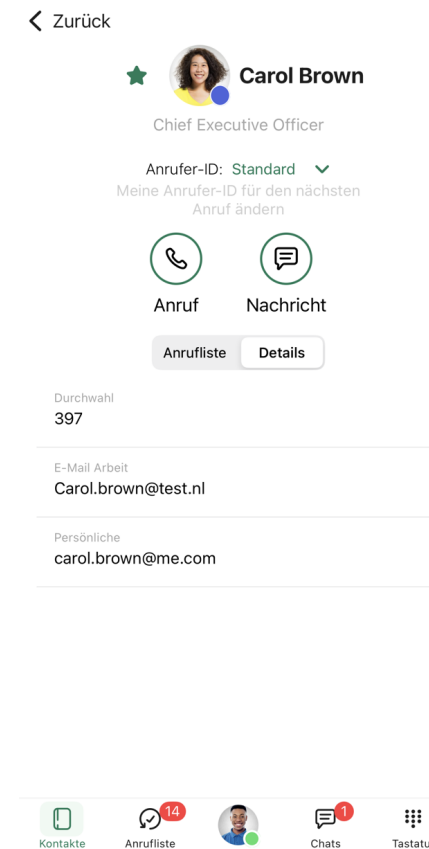 Zurück
Carol Brown
Chief Executive Officer
Anrufer-ID: Standard
Meine Anrufer-ID für den nächsten
Anruf ändern
Anruf Nachricht
Anrufliste Details
Durchwahl
397
E-Mail Arbeit
Carol.brown@test.nl
Persönliche
carol.brown@me.com
14 1
Kontakte Anrufliste Chats Tastatu